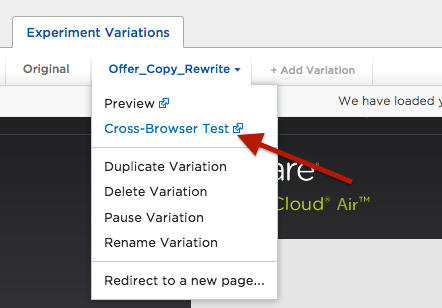 Experiment Variations
Original Offer_Copy_Rewrite + Add Variation
Preview
We have loaded
Cross-Browser Test
Duplicate Variation
Delete Variation
Pause Variation
Rename Variation
Redirect to a new page...
Cloud® Air™